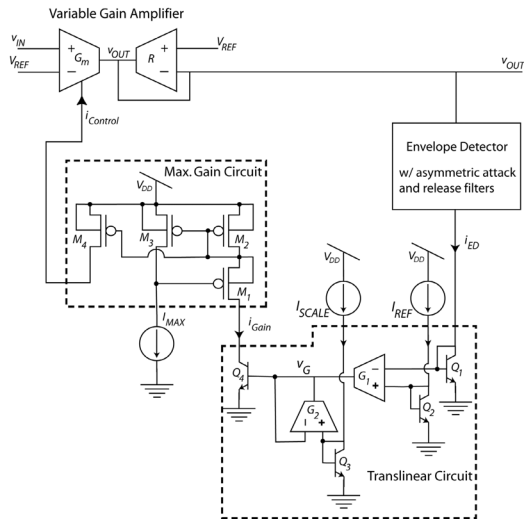 Variable Gain Amplifier
vIN
VREF
+
−
Gm
vOUT
R
+
−
VREF
vOUT
iControl
Envelope Detector
w/ asymmetric attack
and release filters
Max. Gain Circuit
VDD
M4
M3
M2
M1
iED
VDD
VDD
IMAX
iGain
ISCALE
IREF
vG
Q4
G1
−
+
Q1
G2
−
+
Q2
Q3
Translinear Circuit